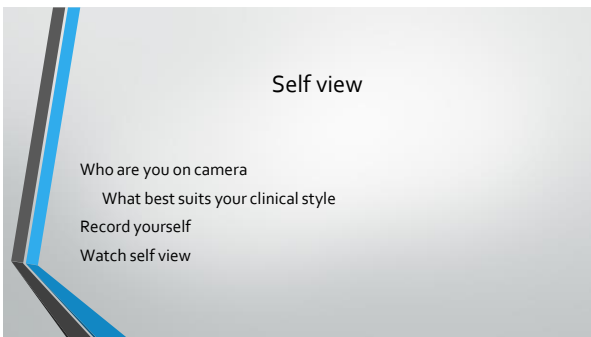 Self view
Who are you on camera
What best suits your clinical style
Record yourself
Watch self view